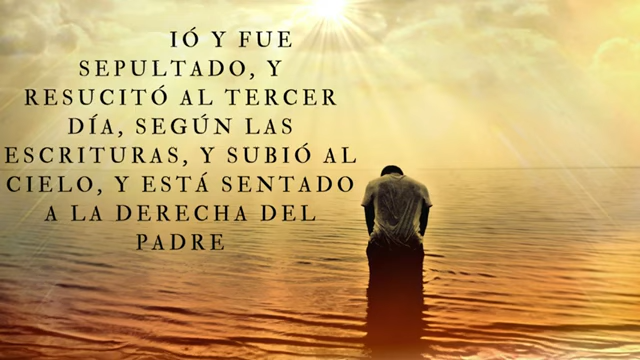 IÓ Y FUE
SEPULTADO, Y
RESUCITÓ AL TERCER
DÍA, SEGÚN LAS
ESCRITURAS, Y SUBIÓ AL
CIELO, Y ESTÁ SENTADO
A LA DERECHA DEL
PADRE